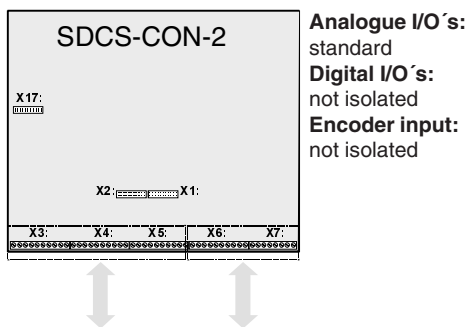 SDCS-CON-2
X17:
X2: X1:
X3: X4: X5: X6: X7:
Analogue I/O´s:
standard
Digital I/O´s:
not isolated
Encoder input:
not isolated